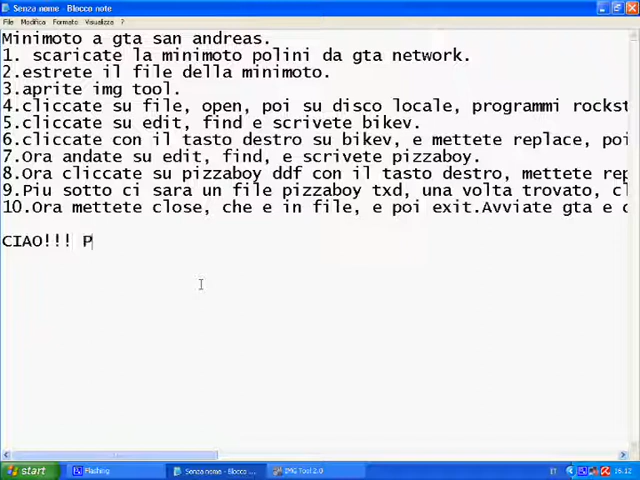 Senza nome - Blocco note
File Modifica Formato Visualizza ?
Minimoto a gta san andreas.
1. scaricate la minimoto polini da gta network.
2.estrete il file della minimoto.
3.aprite img tool.
4.cliccate su file, open, poi su disco locale, programmi rockst
5.cliccate su edit, find e scrivete bikev.
6.cliccate con il tasto destro su bikev, e mettete replace, poi
7.Ora andate su edit, find, e scrivete pizzaboy.
8.Ora cliccate su pizzaboy ddf con il tasto destro, mettete rep
9.Piu sotto ci sara un file pizzaboy txd, una volta trovato, cl
10.Ora mettete close, che e in file, e poi exit.Avviate gta e c
CIAO!!! P
start Flashing Senza nome - Blocco ... IMG Tool 2.0 IT 16.12